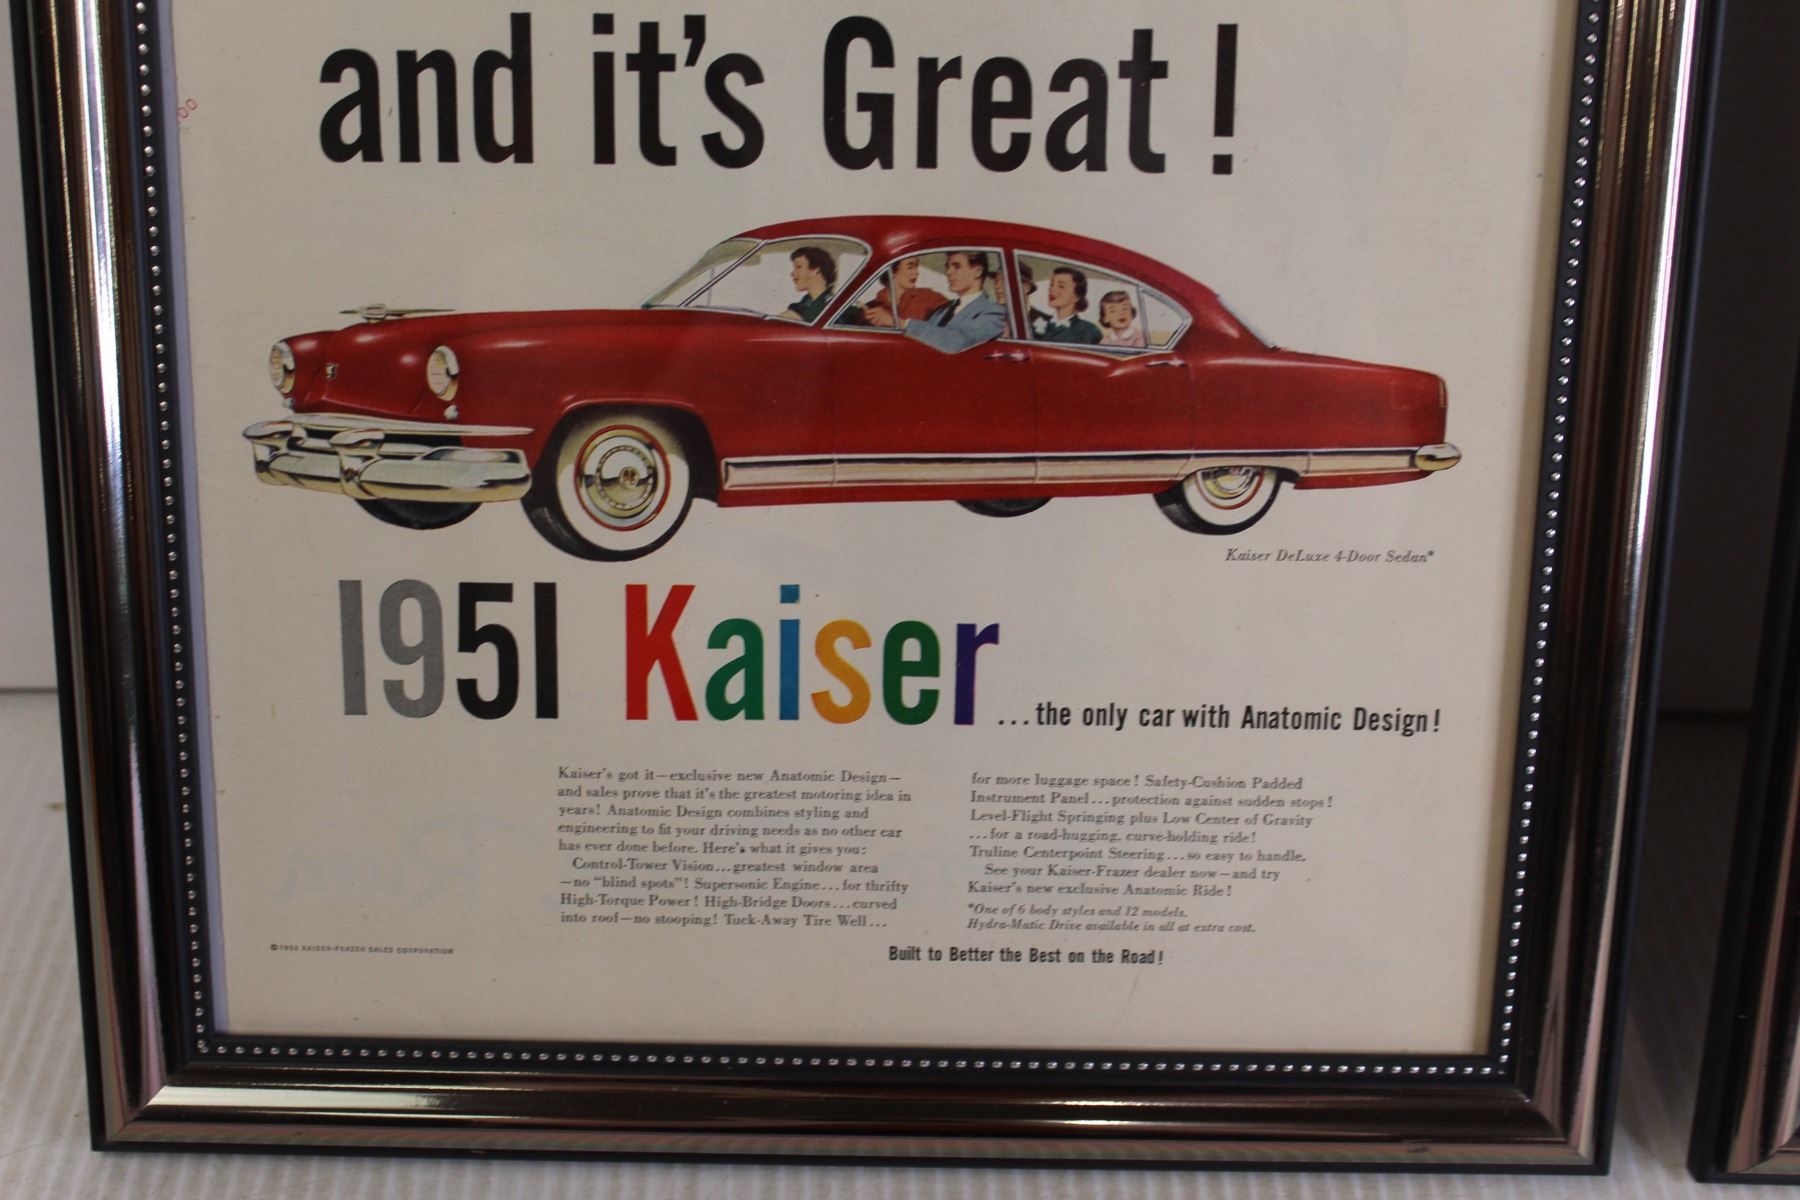 and it's Great!
Kaiser DeLuxe 4-Door Sedan*
1951 Kaiser ...the only car with Anatomic Design!
Kaiser's got it—exclusive new Anatomic Design—
and sales prove that it's the greatest motoring idea in
years! Anatomic Design combines styling and
engineering to fit your driving needs as no other car
has ever done before. Here's what it gives you:
Control-Tower Vision...greatest window area
—no "blind spots"! Supersonic Engine...for thrifty
High-Torque Power! High-Bridge Doors...curved
into roof—no stooping! Tuck-Away Tire Well...
for more luggage space! Safety-Cushion Padded
Instrument Panel...protection against sudden stops!
Level-Flight Springing plus Low Center of Gravity
...for a road-hugging, curve-holding ride!
Truline Centerpoint Steering...so easy to handle.
See your Kaiser-Frazer dealer now—and try
Kaiser's new exclusive Anatomic Ride!
*One of 6 body styles and 12 models.
Hydra-Matic Drive available in all at extra cost.
©1950 KAISER-FRAZER SALES CORPORATION
Built to Better the Best on the Road!